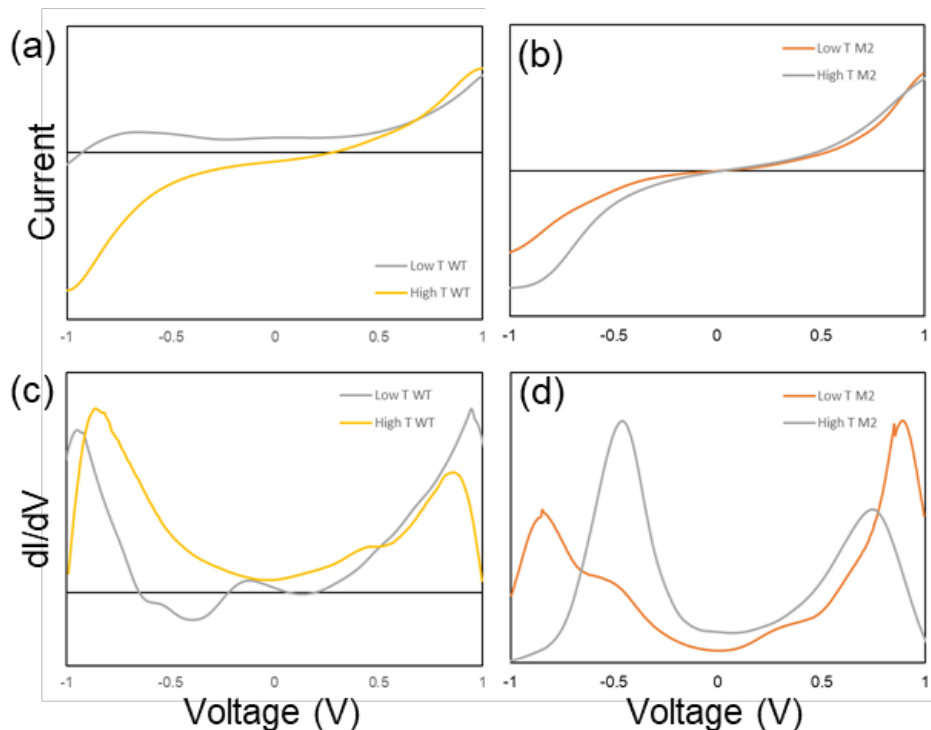 (a)
(b)
Low T M2
High T M2
Current
Low T WT
High T WT
-1
-0.5
0
0.5
1
-1
-0.5
0
0.5
1
(c)
(d)
Low T WT
High T WT
Low T M2
High T M2
dI/dV
-1
-0.5
0
0.5
1
-1
-0.5
0
0.5
1
Voltage (V)
Voltage (V)